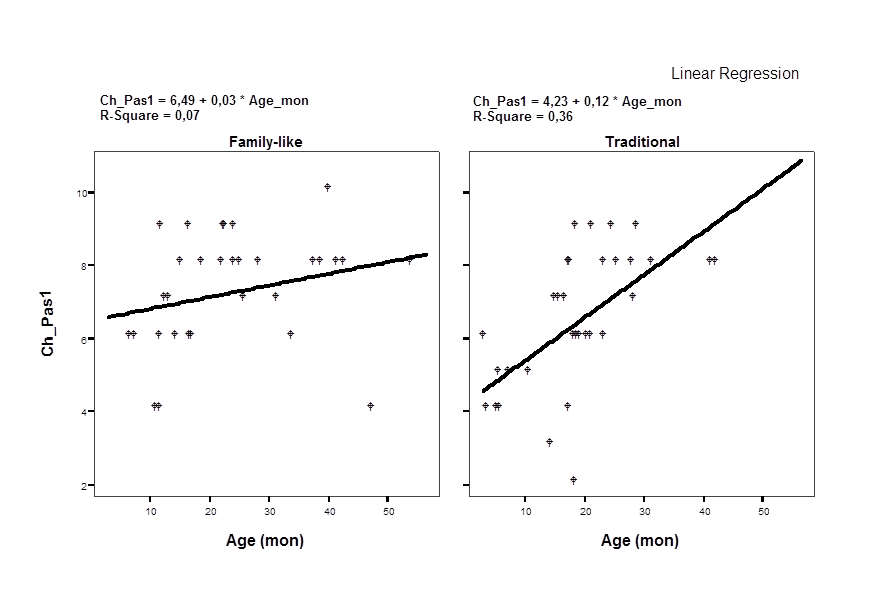 Linear Regression
Ch_Pas1 = 6,49 + 0,03 * Age_mon
R-Square = 0,07
Ch_Pas1 = 4,23 + 0,12 * Age_mon
R-Square = 0,36
Family-like
Traditional
Ch_Pas1
10
8
6
4
2
10 20 30 40 50
10 20 30 40 50
Age (mon)
Age (mon)